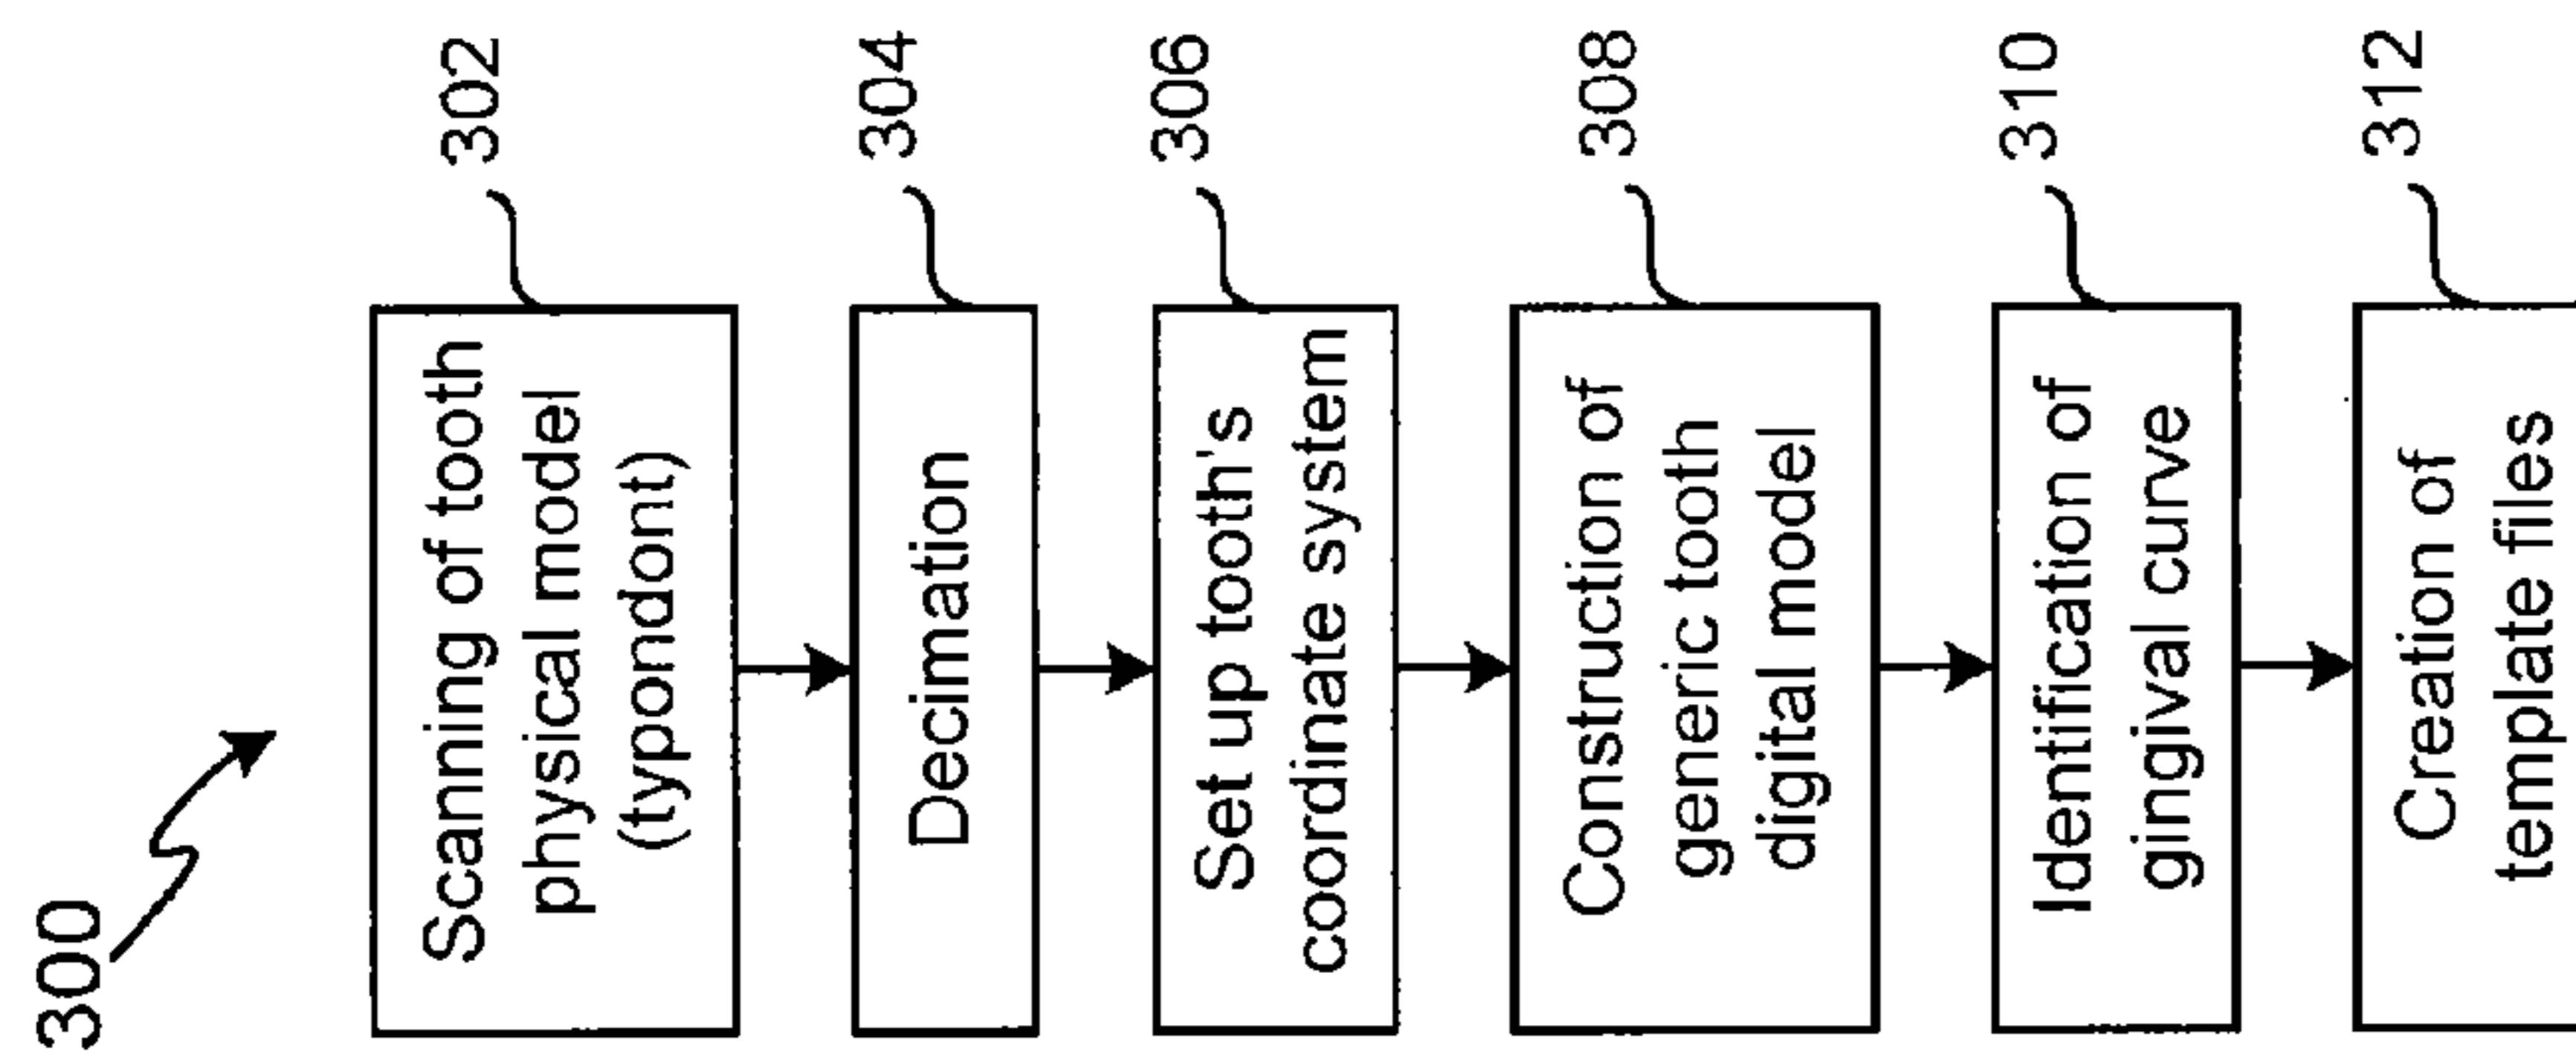 300
Scanning of tooth
physical model
(typondont)
302
Decimation
304
Set up tooth's
coordinate system
306
Construction of
generic tooth
digital model
308
Identification of
gingival curve
310
Creation of
template files
312